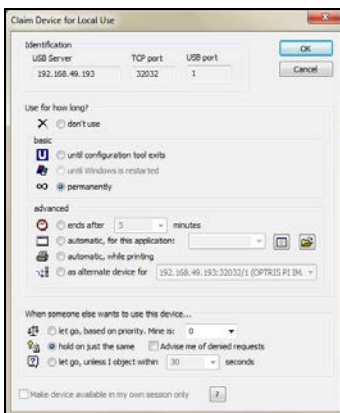 Claim Device for Local Use
Identification
USB Server TCP port USB port
192.168.49.193 32032 1
OK
Cancel
Use for how long?
don't use
basic
until configuration tool exits
until Windows is restarted
permanently
advanced
ends after 5 minutes
automatic, for this application:
automatic, while printing
as alternate device for 192.168.49.193:32032/1 (OPTRIS PI IM
When someone else wants to use this device...
let go, based on priority. Mine is: 0
hold on just the same Advise me of denied requests
let go, unless I object within 30 seconds
Make device available in my own session only ?